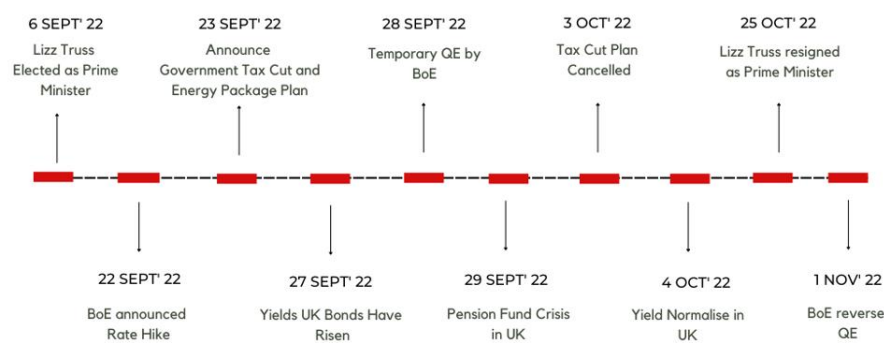 6 SEPT' 22
Lizz Truss
Elected as Prime
Minister
23 SEPT' 22
Announce
Government Tax Cut and
Energy Package Plan
28 SEPT' 22
Temporary QE by
BoE
3 OCT' 22
Tax Cut Plan
Cancelled
25 OCT' 22
Lizz Truss resigned
as Prime Minister
22 SEPT' 22
BoE announced
Rate Hike
27 SEPT' 22
Yields UK Bonds Have
Risen
29 SEPT' 22
Pension Fund Crisis
in UK
4 OCT' 22
Yield Normalise in
UK
1 NOV' 22
BoE reverse
QE